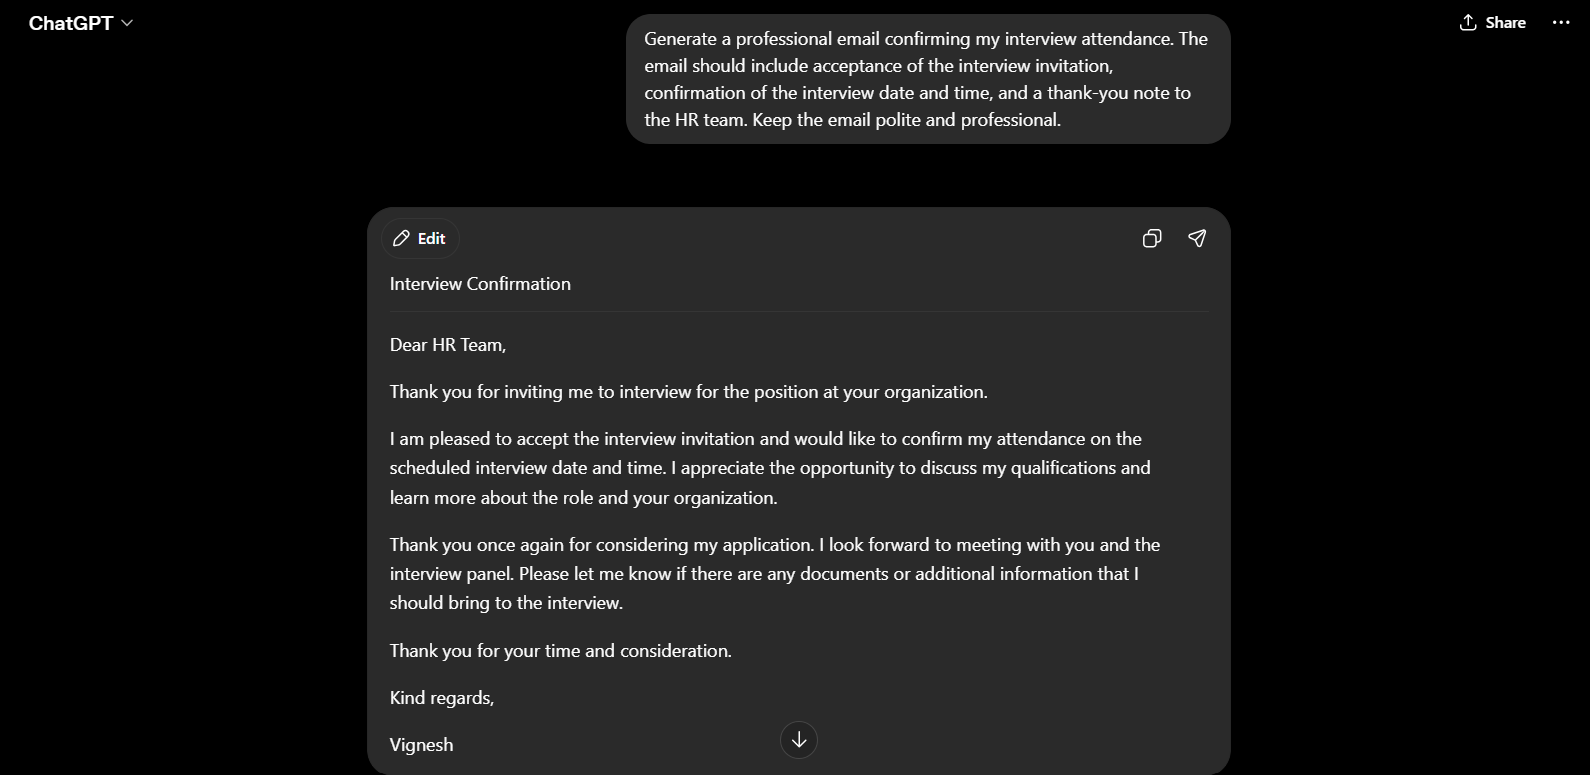 ChatGPT
Share
Generate a professional email confirming my interview attendance. The
email should include acceptance of the interview invitation,
confirmation of the interview date and time, and a thank-you note to
the HR team. Keep the email polite and professional.
Edit
Interview Confirmation
Dear HR Team,
Thank you for inviting me to interview for the position at your organization.
I am pleased to accept the interview invitation and would like to confirm my attendance on the
scheduled interview date and time. I appreciate the opportunity to discuss my qualifications and
learn more about the role and your organization.
Thank you once again for considering my application. I look forward to meeting with you and the
interview panel. Please let me know if there are any documents or additional information that I
should bring to the interview.
Thank you for your time and consideration.
Kind regards,
Vignesh